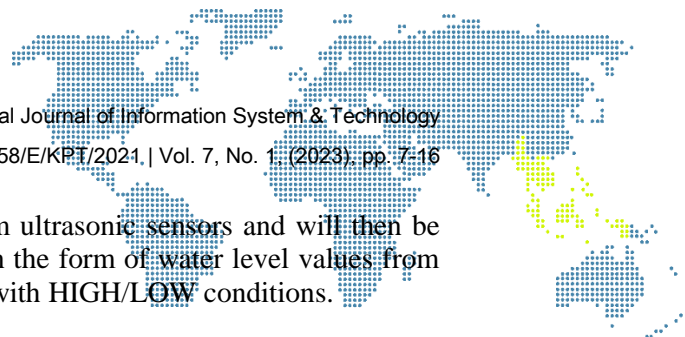 al Journal of Information System & Technology
58/E/KPT/2021 | Vol. 7, No. 1, (2023), pp. 7-16
ultrasonic sensors and will then be
the form of water level values from
with HIGH/LOW conditions.